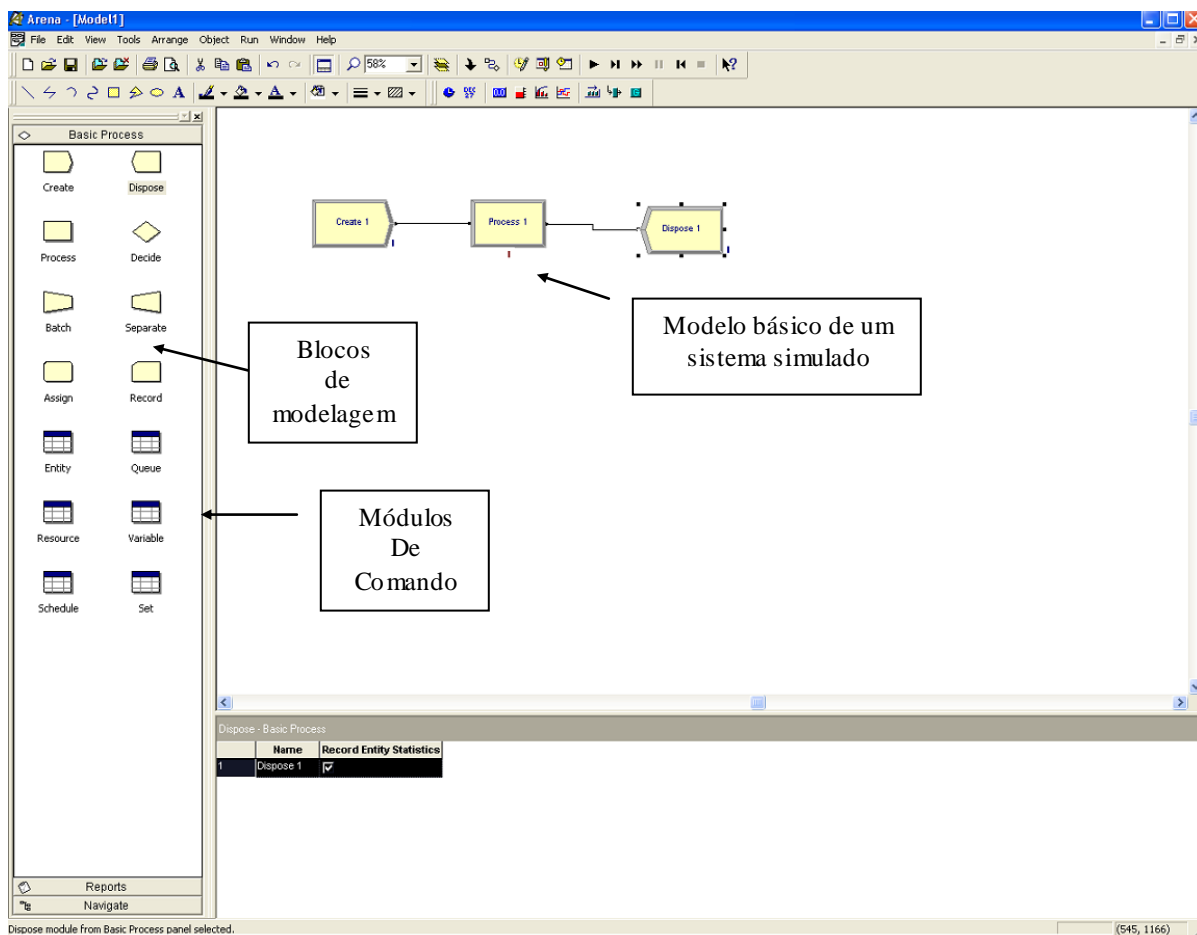 Arena - [Model1]
File Edit View Tools Arrange Object Run Window Help
58%
Basic Process
Create Dispose
Process Decide
Batch Separate
Assign Record
Entity Queue
Resource Variable
Schedule Set
Reports
Navigate
Create 1
Process 1
Dispose 1
Modelo básico de um
sistema simulado
Blocos
de
modelagem
Módulos
De
Comando
Dispose - Basic Process
Name Record Entity Statistics
1 Dispose 1
Dispose module from Basic Process panel selected.
(545, 1166)